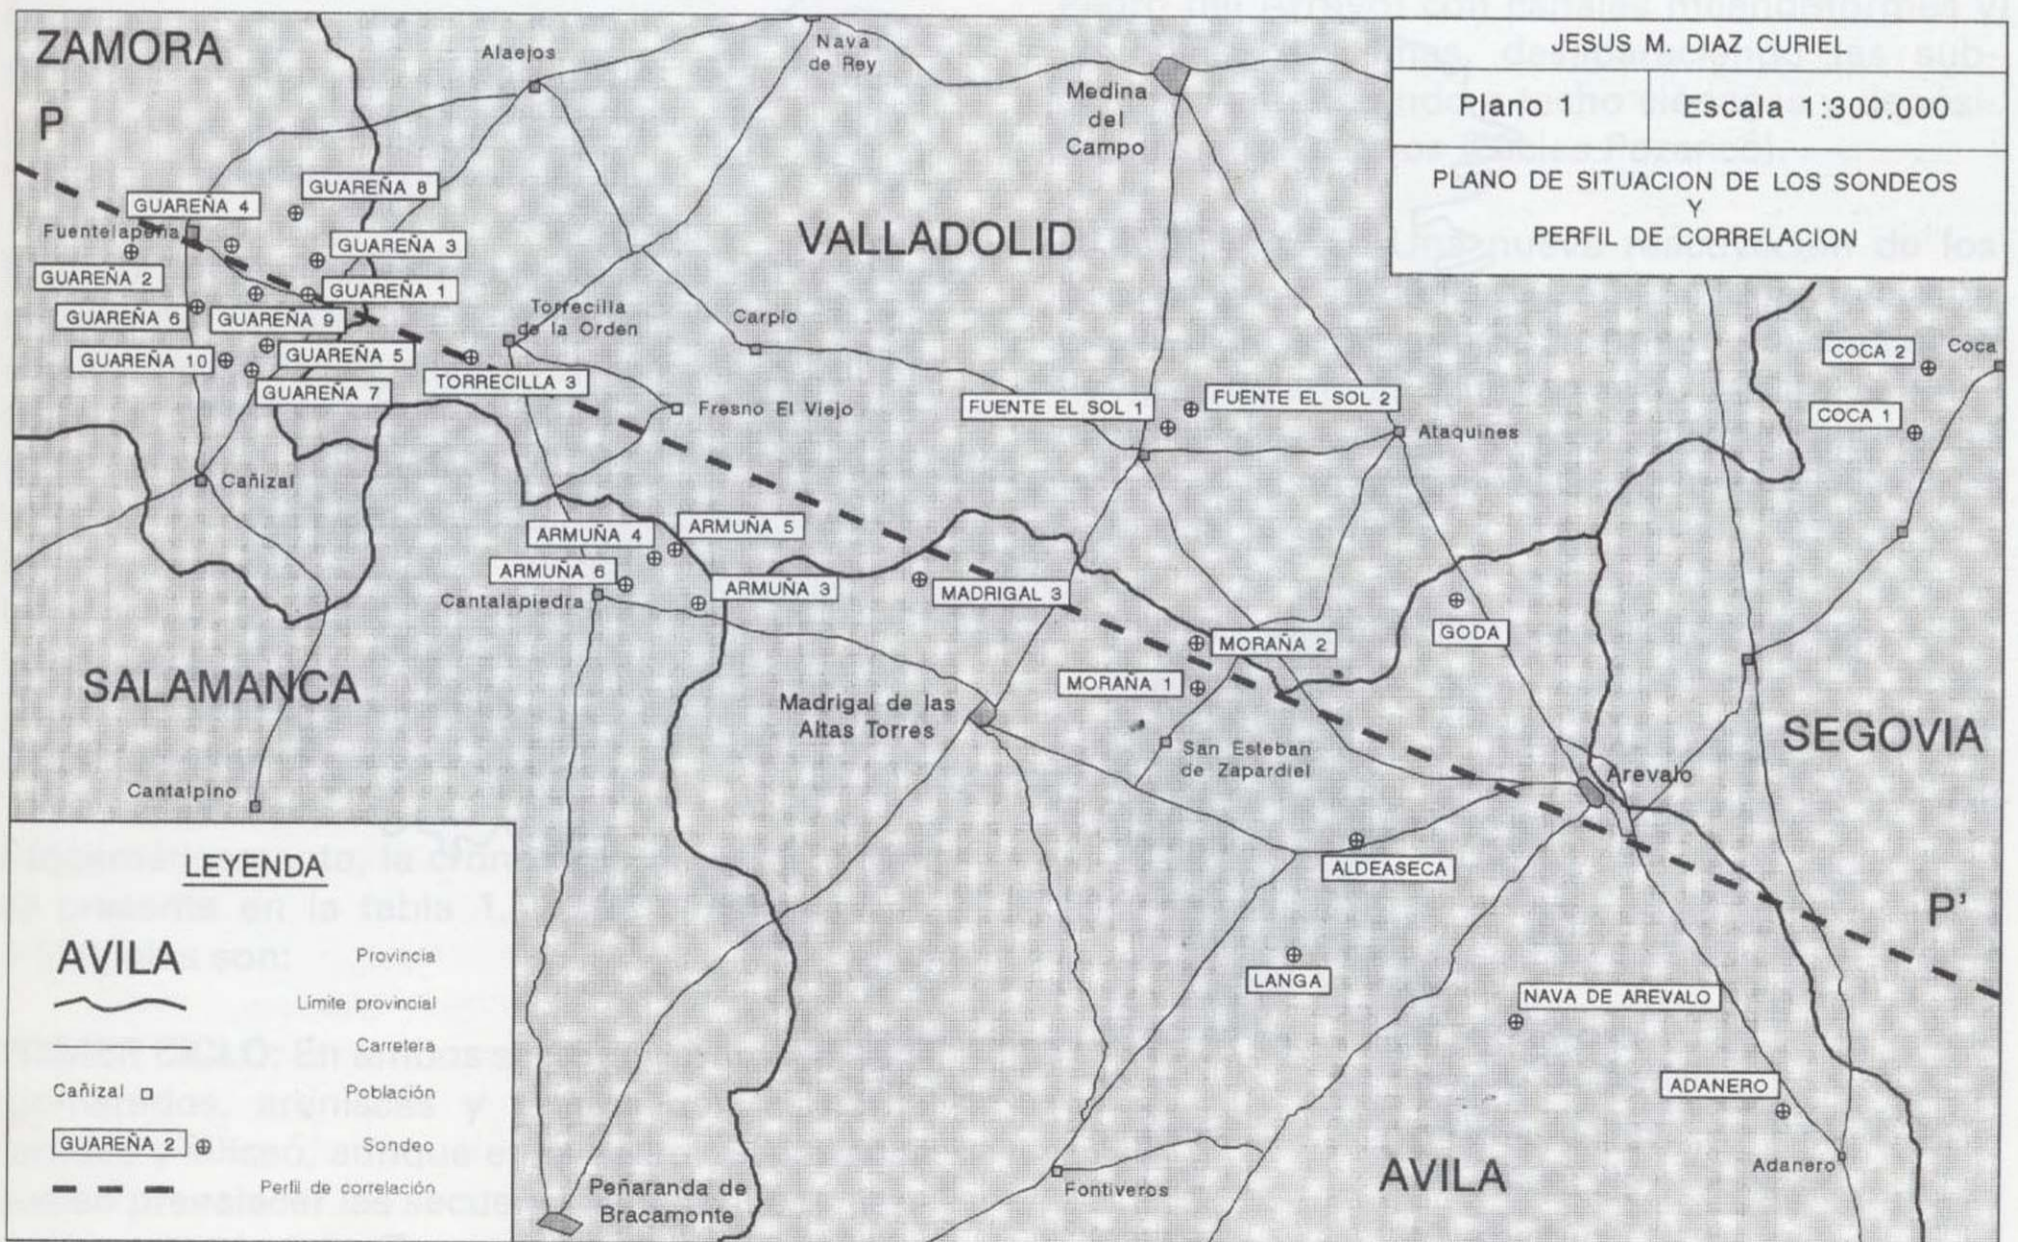 JESUS M. DIAZ CURIEL
Plano 1
Escala 1:300.000
PLANO DE SITUACION DE LOS SONDEOS
Y
PERFIL DE CORRELACION
ZAMORA
P
Alaejos
Nava
de Rey
Medina
del
Campo
VALLADOLID
GUAREÑA 8
GUAREÑA 4
Fuentelapeña
GUAREÑA 3
GUAREÑA 2
GUAREÑA 1
GUAREÑA 6
GUAREÑA 9
GUAREÑA 10
GUAREÑA 5
GUAREÑA 7
Torrecilla
de la Orden
TORRECILLA 3
Carpio
Fresno El Viejo
FUENTE EL SOL 1
FUENTE EL SOL 2
Ataquines
COCA 2
Coca
COCA 1
Cañizal
ARMUÑA 4
ARMUÑA 5
ARMUÑA 6
ARMUÑA 3
Cantalapiedra
MADRIGAL 3
MORAÑA 2
MORAÑA 1
GODA
SALAMANCA
Madrigal de las
Altas Torres
San Esteban
de Zapardiel
SEGOVIA
Arevalo
Cantalpino
ALDEASECA
P'
LANGA
NAVA DE AREVALO
ADANERO
Adanero
AVILA
Fontiveros
Peñaranda de
Bracamonte
LEYENDA
AVILA Provincia
Límite provincial
Carretera
Cañizal Población
GUAREÑA 2 Sondeo
Perfil de correlación